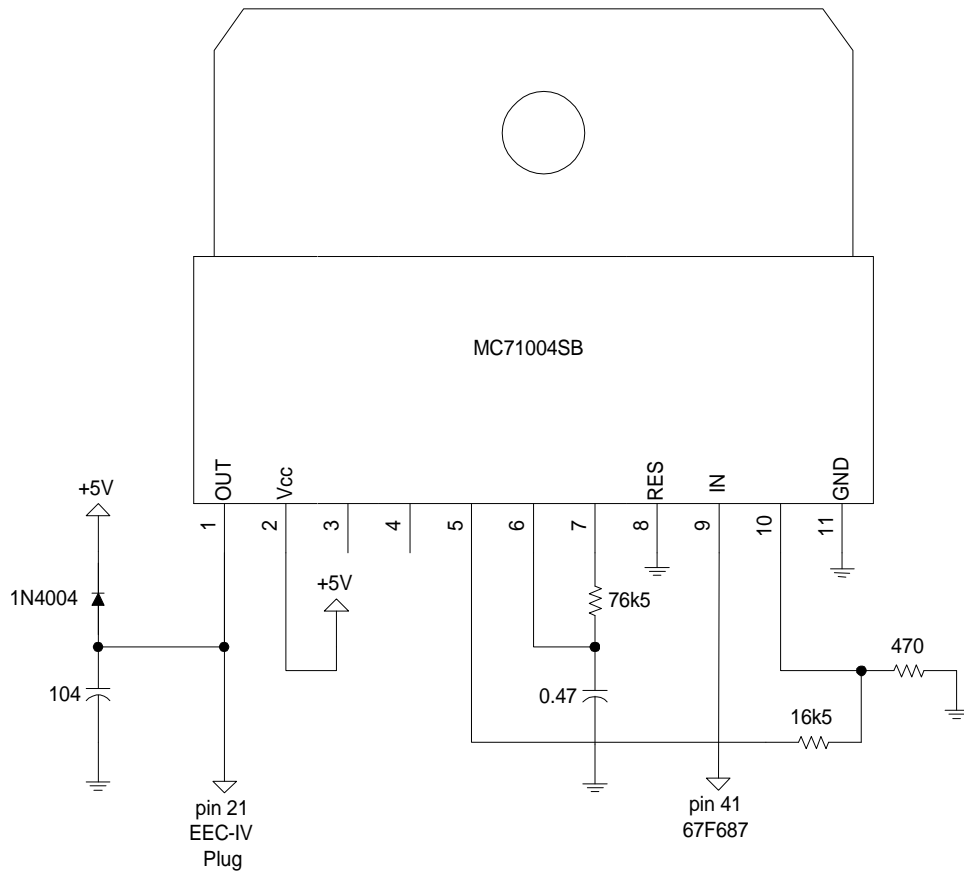 MC71004SB
OUT
Vcc
RES
IN
GND
1
2
3
4
5
6
7
8
9
10
11
+5V
+5V
1N4004
76k5
470
104
0.47
16k5
pin 21
EEC-IV
Plug
pin 41
67F687